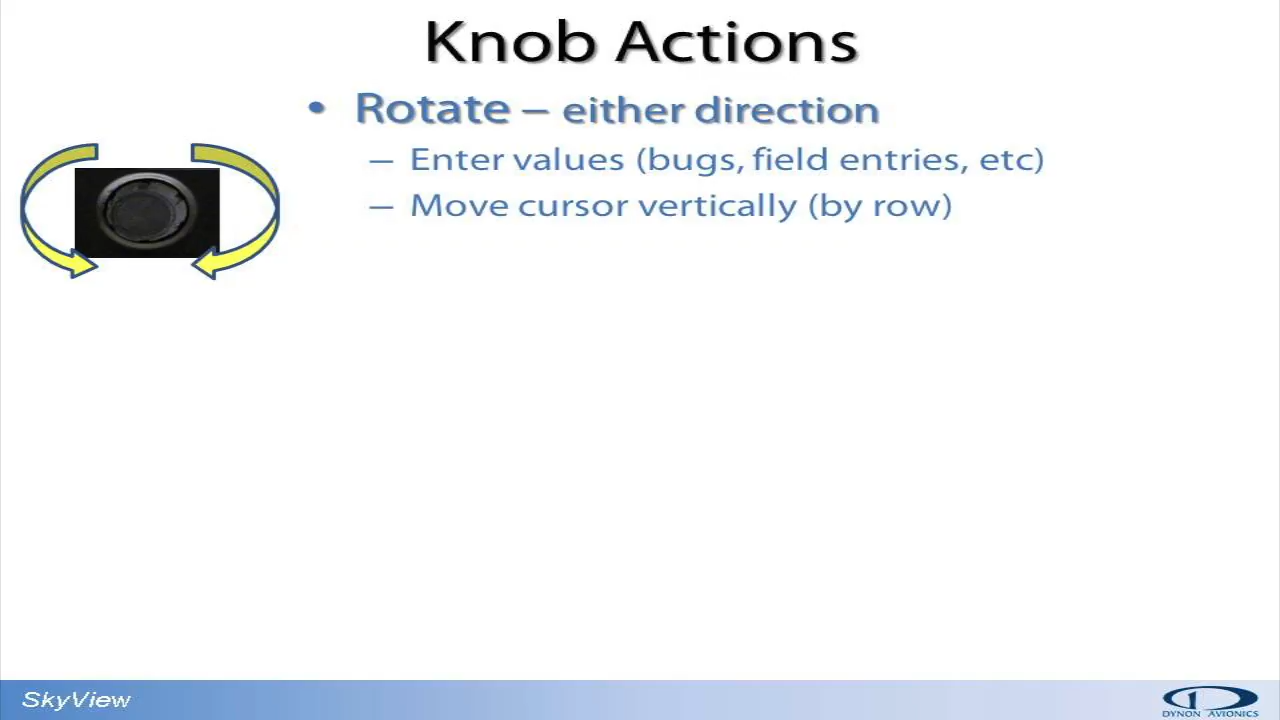 Knob Actions
• Rotate – either direction
– Enter values (bugs, field entries, etc)
– Move cursor vertically (by row)
SkyView
DYNON AVIONICS